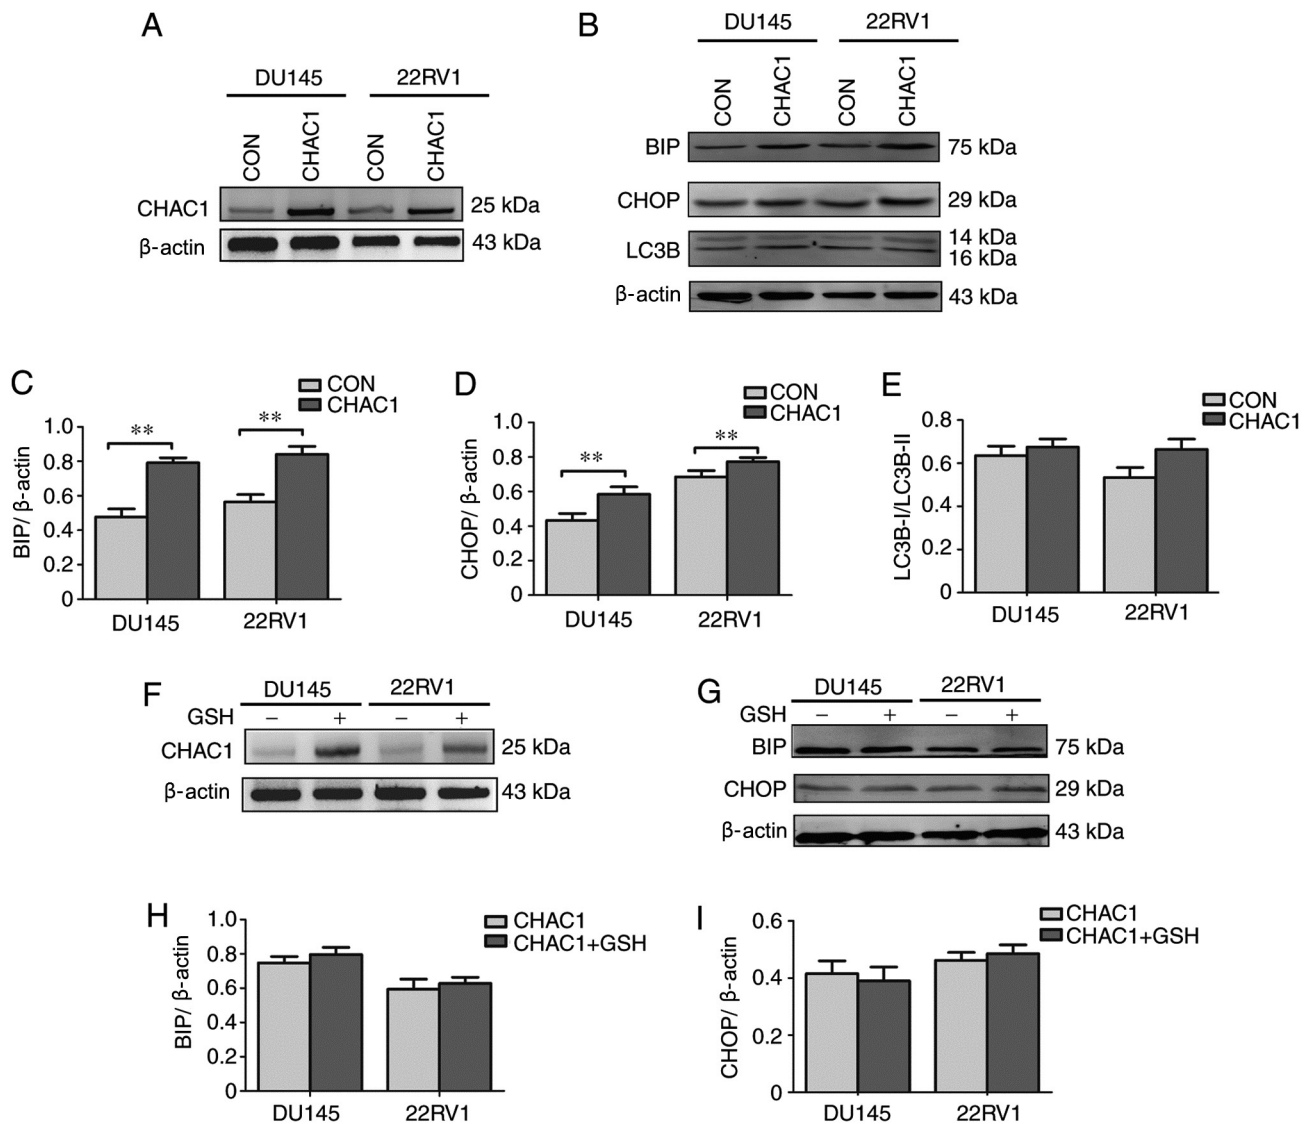 A
DU145 22RV1
CON CHAC1 CON CHAC1
CHAC1 25 kDa
β-actin 43 kDa
B
DU145 22RV1
CON CHAC1 CON CHAC1
BIP 75 kDa
CHOP 29 kDa
LC3B 14 kDa
16 kDa
β-actin 43 kDa
C
CON
CHAC1
BIP/ β-actin
1.0
0.8
0.6
0.4
0.2
0
** **
DU145 22RV1
D
CON
CHAC1
CHOP/ β-actin
1.0
0.8
0.6
0.4
0.2
0
** **
DU145 22RV1
E
CON
CHAC1
LC3B-I/LC3B-II
0.8
0.6
0.4
0.2
0
DU145 22RV1
F
DU145 22RV1
GSH − + − +
CHAC1 25 kDa
β-actin 43 kDa
G
DU145 22RV1
GSH − + − +
BIP 75 kDa
CHOP 29 kDa
β-actin 43 kDa
H
CHAC1
CHAC1+GSH
BIP/ β-actin
1.0
0.8
0.6
0.4
0.2
0
DU145 22RV1
I
CHAC1
CHAC1+GSH
CHOP/ β-actin
0.6
0.4
0.2
0
DU145 22RV1